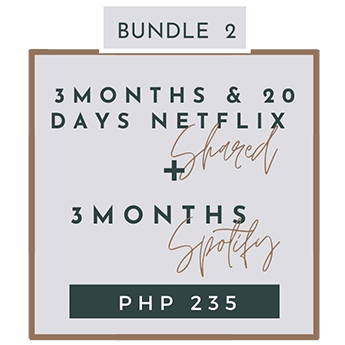 BUNDLE 2
3MONTHS & 20
DAYS NETFLIX
Shared
+
3MONTHS
Spotify
PHP 235